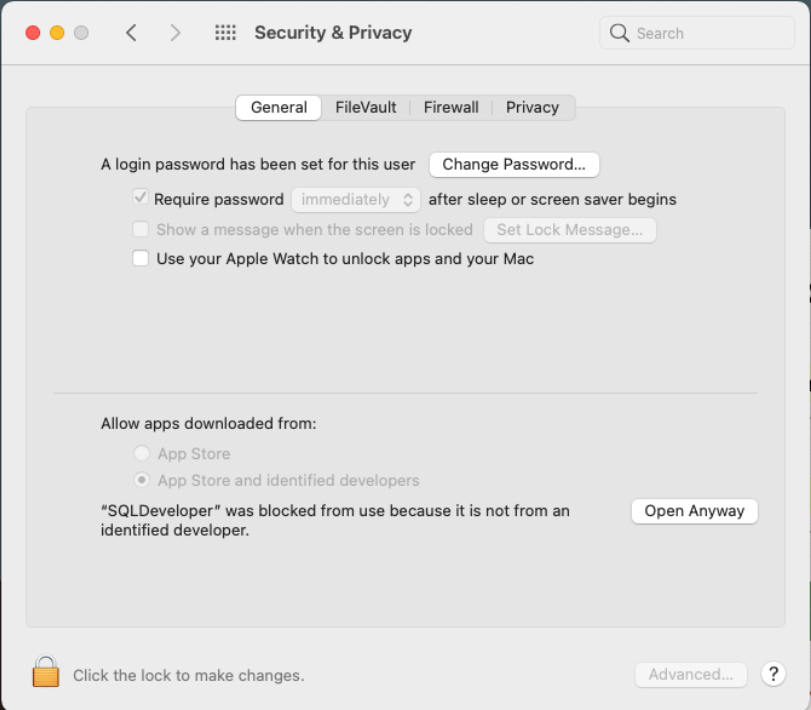 Security & Privacy
Search
General FileVault Firewall Privacy
A login password has been set for this user Change Password...
Require password immediately after sleep or screen saver begins
Show a message when the screen is locked Set Lock Message...
Use your Apple Watch to unlock apps and your Mac
Allow apps downloaded from:
App Store
App Store and identified developers
“SQLDeveloper” was blocked from use because it is not from an Open Anyway
identified developer.
Click the lock to make changes. Advanced... ?